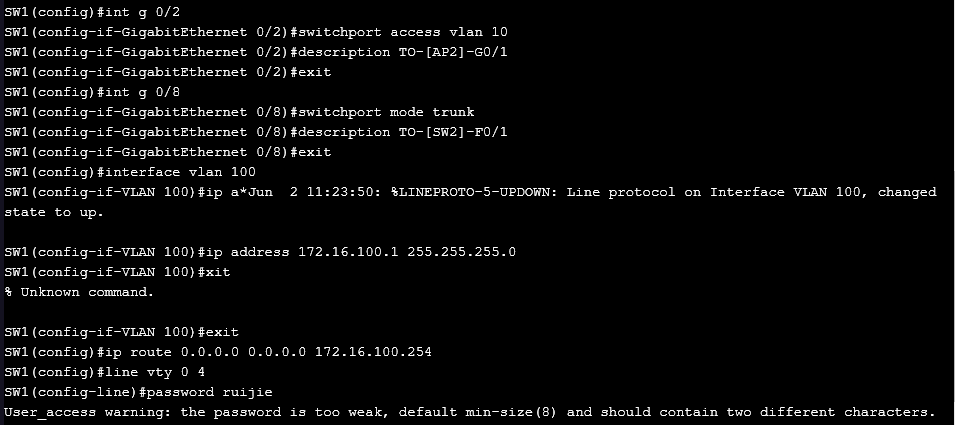 SW1(config)#int g 0/2
SW1(config-if-GigabitEthernet 0/2)#switchport access vlan 10
SW1(config-if-GigabitEthernet 0/2)#description TO-[AP2]-G0/1
SW1(config-if-GigabitEthernet 0/2)#exit
SW1(config)#int g 0/8
SW1(config-if-GigabitEthernet 0/8)#switchport mode trunk
SW1(config-if-GigabitEthernet 0/8)#description TO-[SW2]-F0/1
SW1(config-if-GigabitEthernet 0/8)#exit
SW1(config)#interface vlan 100
SW1(config-if-VLAN 100)#ip a*Jun  2 11:23:50: %LINEPROTO-5-UPDOWN: Line protocol on Interface VLAN 100, changed
state to up.
SW1(config-if-VLAN 100)#ip address 172.16.100.1 255.255.255.0
SW1(config-if-VLAN 100)#xit
% Unknown command.
SW1(config-if-VLAN 100)#exit
SW1(config)#ip route 0.0.0.0 0.0.0.0 172.16.100.254
SW1(config)#line vty 0 4
SW1(config-line)#password ruijie
User_access warning: the password is too weak, default min-size(8) and should contain two different characters.